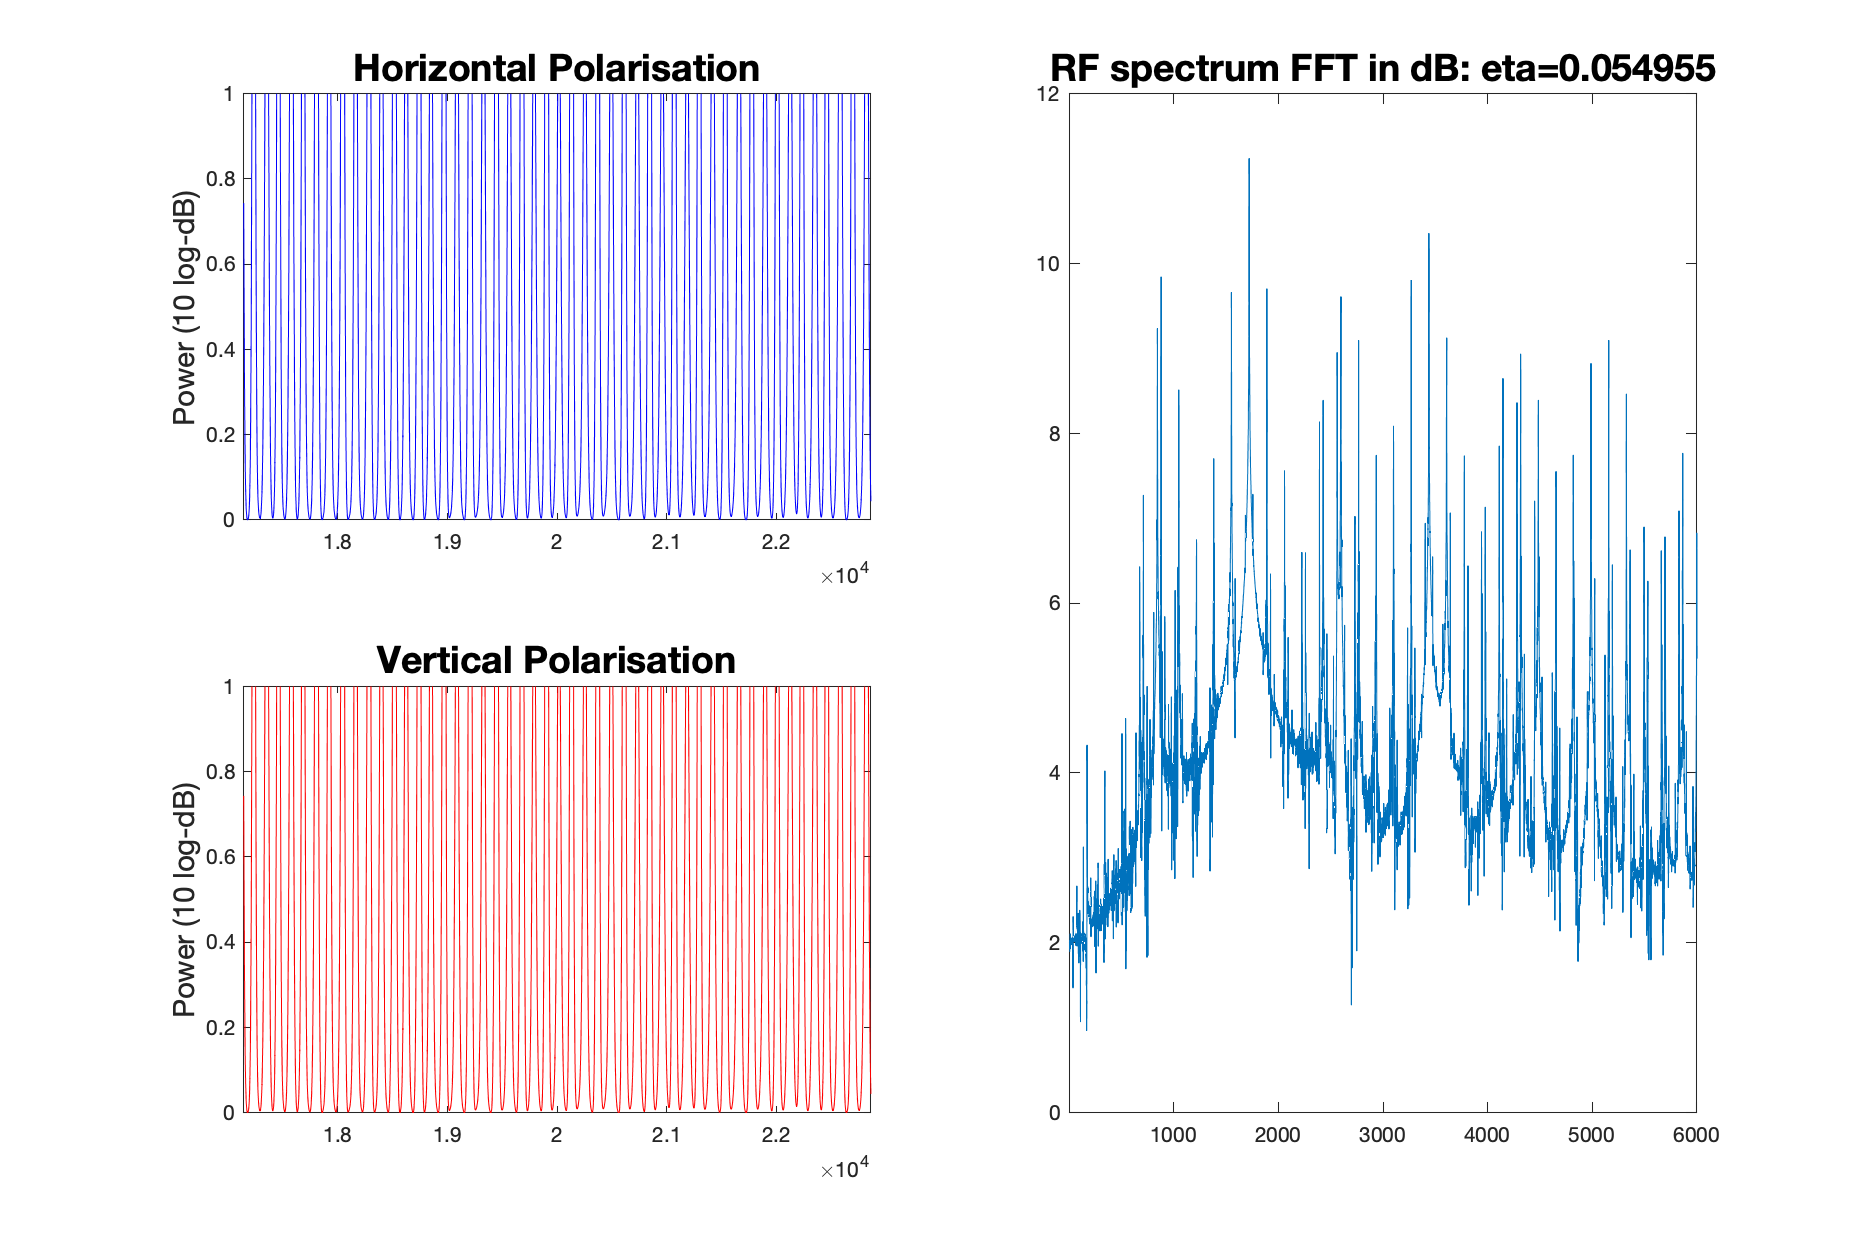 Horizontal Polarisation
Power (10 log-dB)
1
0.8
0.6
0.4
0.2
0
1.8 1.9 2 2.1 2.2
×10^4
Vertical Polarisation
Power (10 log-dB)
1
0.8
0.6
0.4
0.2
0
1.8 1.9 2 2.1 2.2
×10^4
RF spectrum FFT in dB: eta=0.054955
12
10
8
6
4
2
0
1000 2000 3000 4000 5000 6000